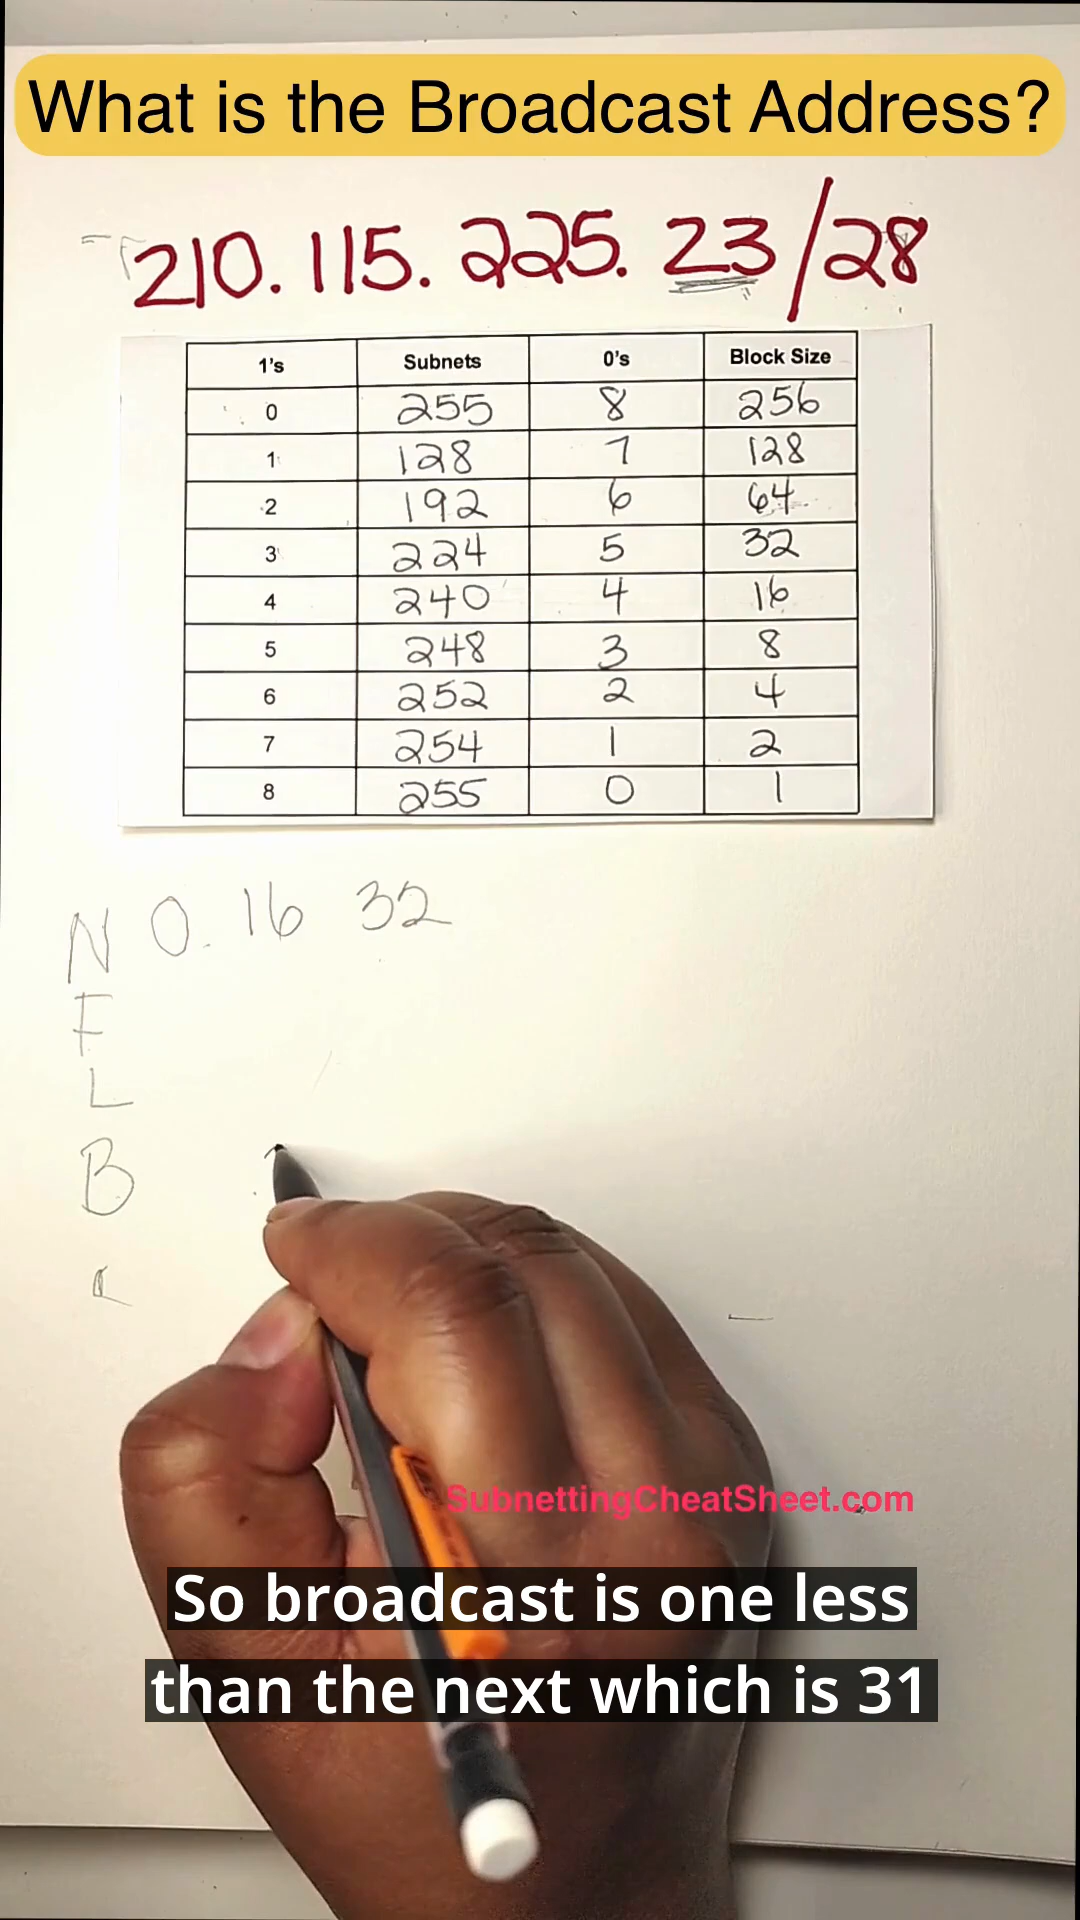 What is the Broadcast Address?
210. 115. 225. 23/28
1's Subnets 0's Block Size
0 255 8 256
1 128 7 128
2 192 6 64
3 224 5 32
4 240 4 16
5 248 3 8
6 252 2 4
7 254 1 2
8 255 0 1
N 0. 16 32
F
L
B
SubnettingCheatSheet.com
So broadcast is one less
than the next which is 31